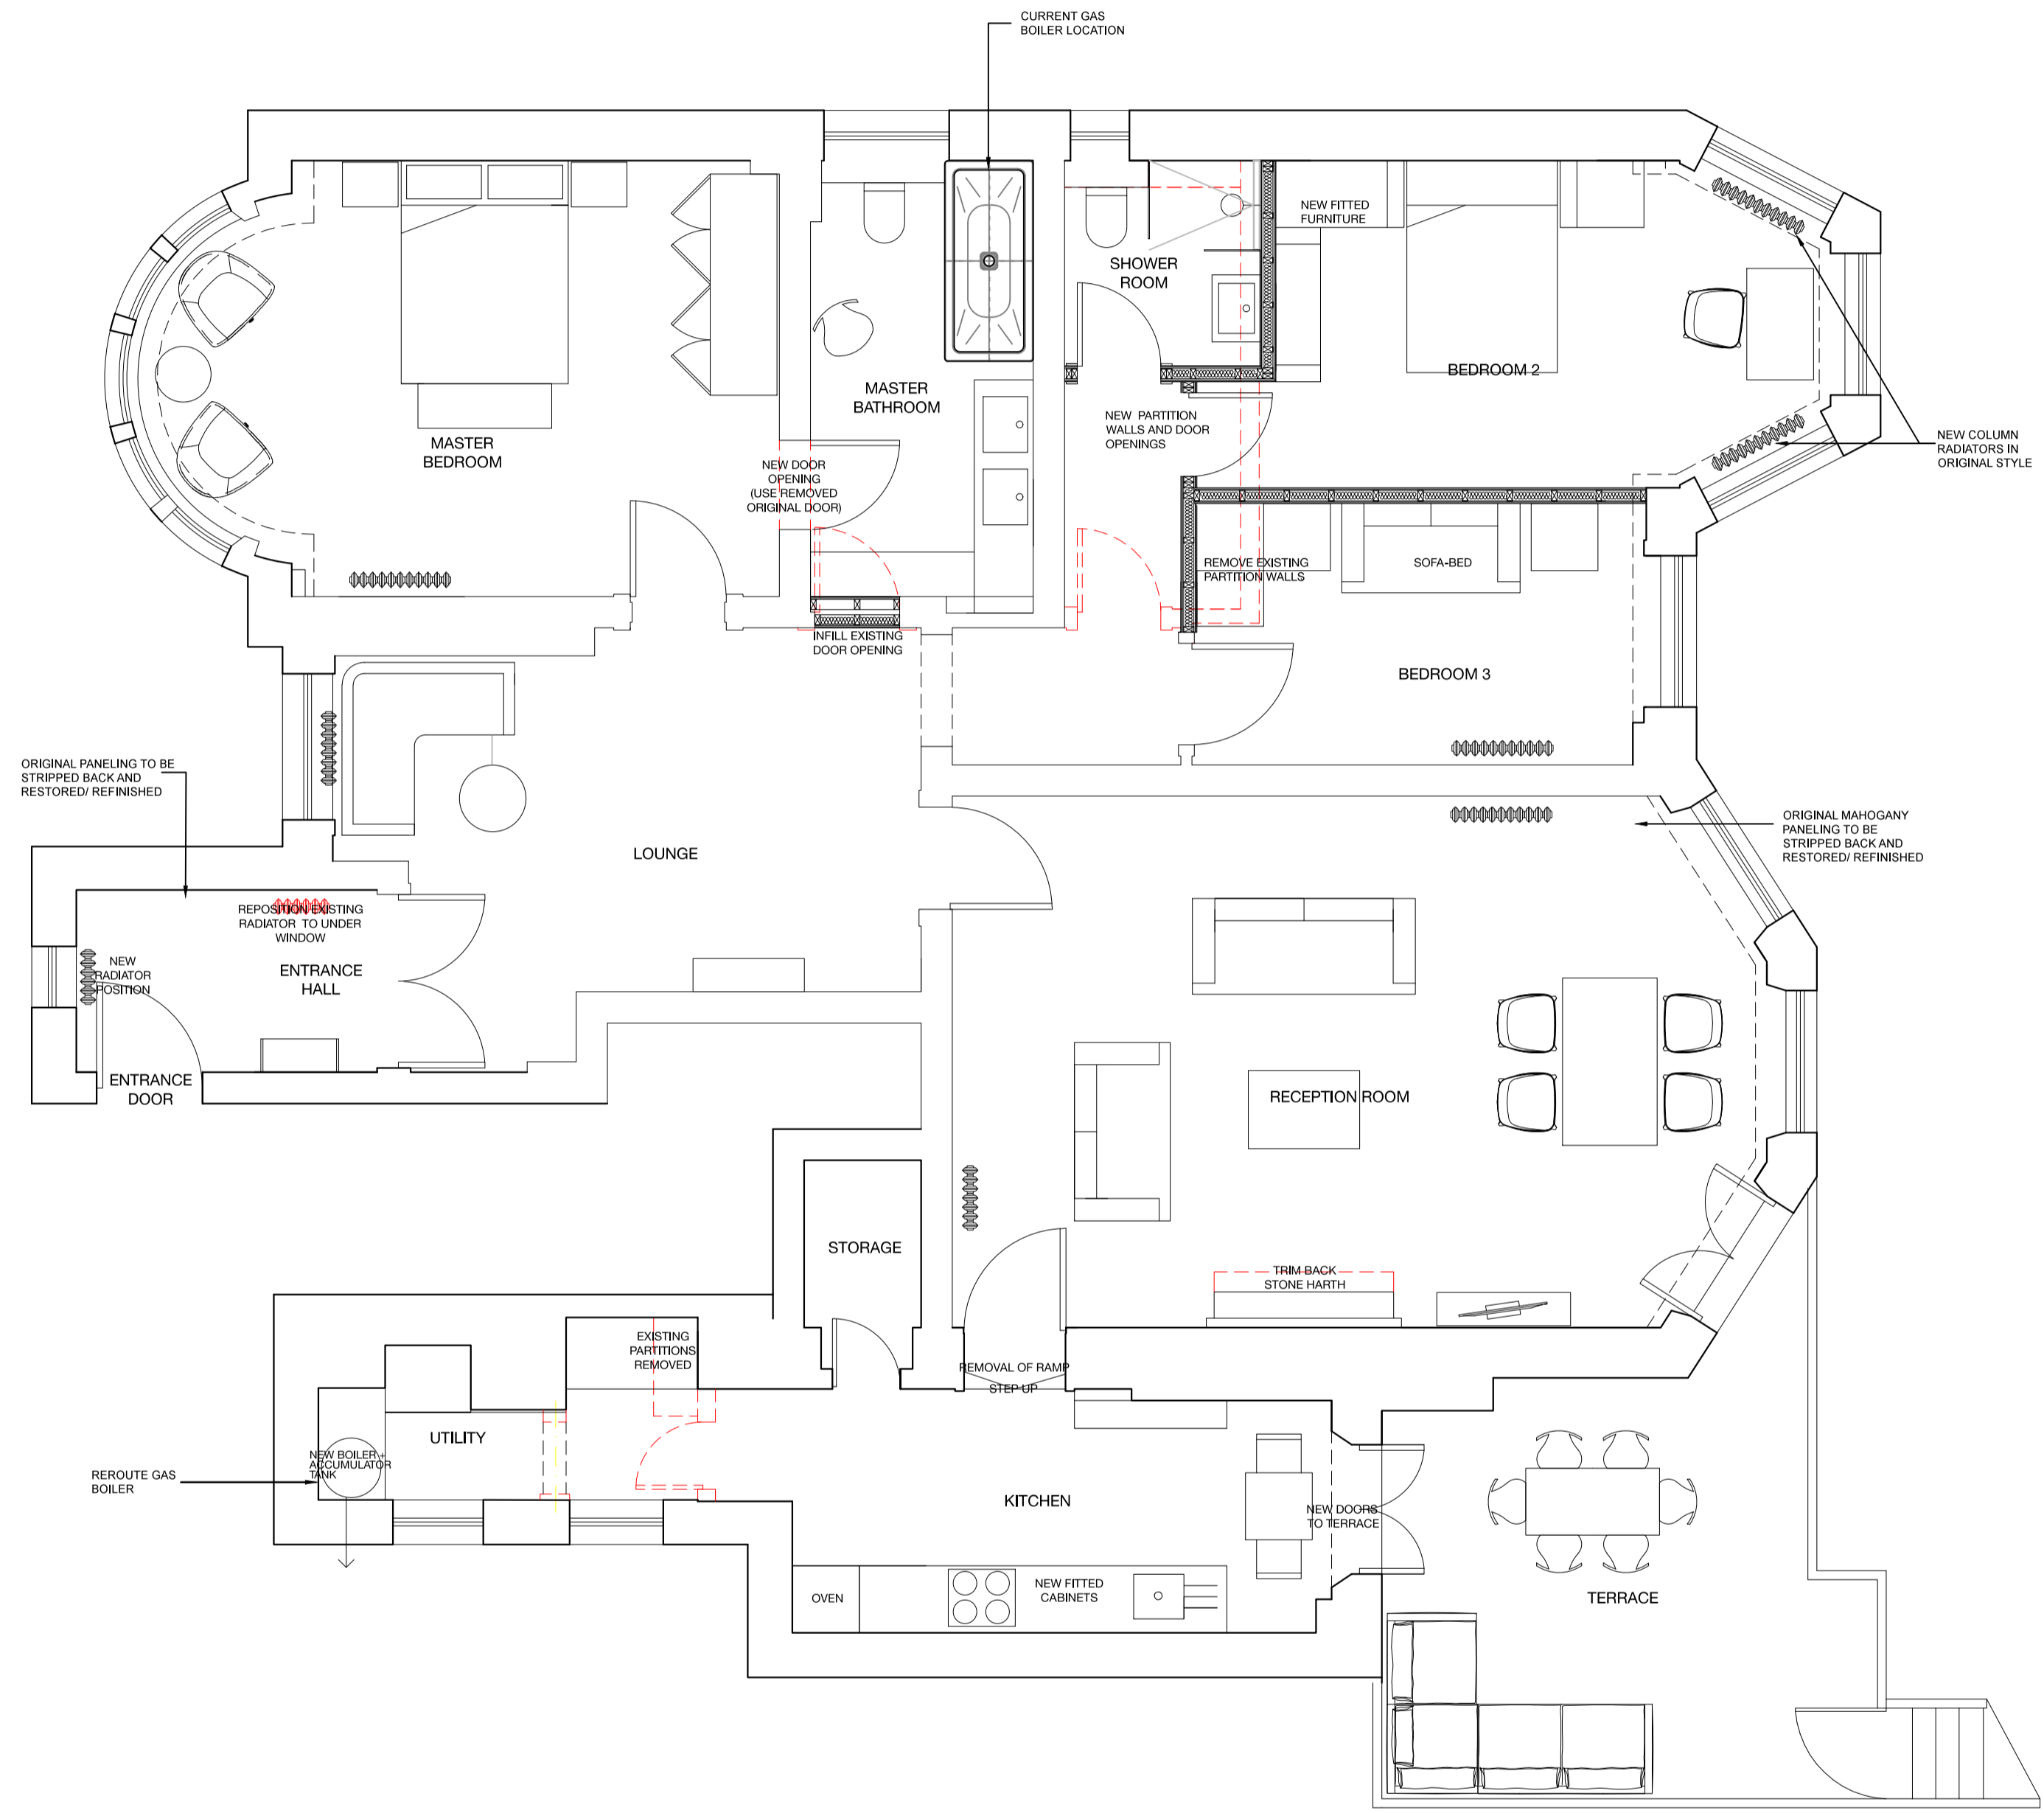 CURRENT GAS
BOILER LOCATION
NEW FITTED
FURNITURE
SHOWER
ROOM
BEDROOM 2
MASTER
BATHROOM
MASTER
BEDROOM
NEW PARTITION
WALLS AND DOOR
OPENINGS
NEW COLUMN
RADIATORS IN
ORIGINAL STYLE
NEW DOOR
OPENING
(USE REMOVED
ORIGINAL DOOR)
REMOVE EXISTING
PARTITION WALLS
SOFA-BED
INFILL EXISTING
DOOR OPENING
BEDROOM 3
ORIGINAL PANELING TO BE
STRIPPED BACK AND
RESTORED/ REFINISHED
LOUNGE
ORIGINAL MAHOGANY
PANELING TO BE
STRIPPED BACK AND
RESTORED/ REFINISHED
REPOSITION EXISTING
RADIATOR TO UNDER
WINDOW
NEW
RADIATOR
POSITION
ENTRANCE
HALL
ENTRANCE
DOOR
RECEPTION ROOM
STORAGE
TRIM BACK
STONE HARTH
EXISTING
PARTITIONS
REMOVED
REMOVAL OF RAMP
STEP UP
UTILITY
NEW BOILER +
ACCUMULATOR
TANK
REROUTE GAS
BOILER
KITCHEN
NEW DOORS
TO TERRACE
OVEN
NEW FITTED
CABINETS
TERRACE